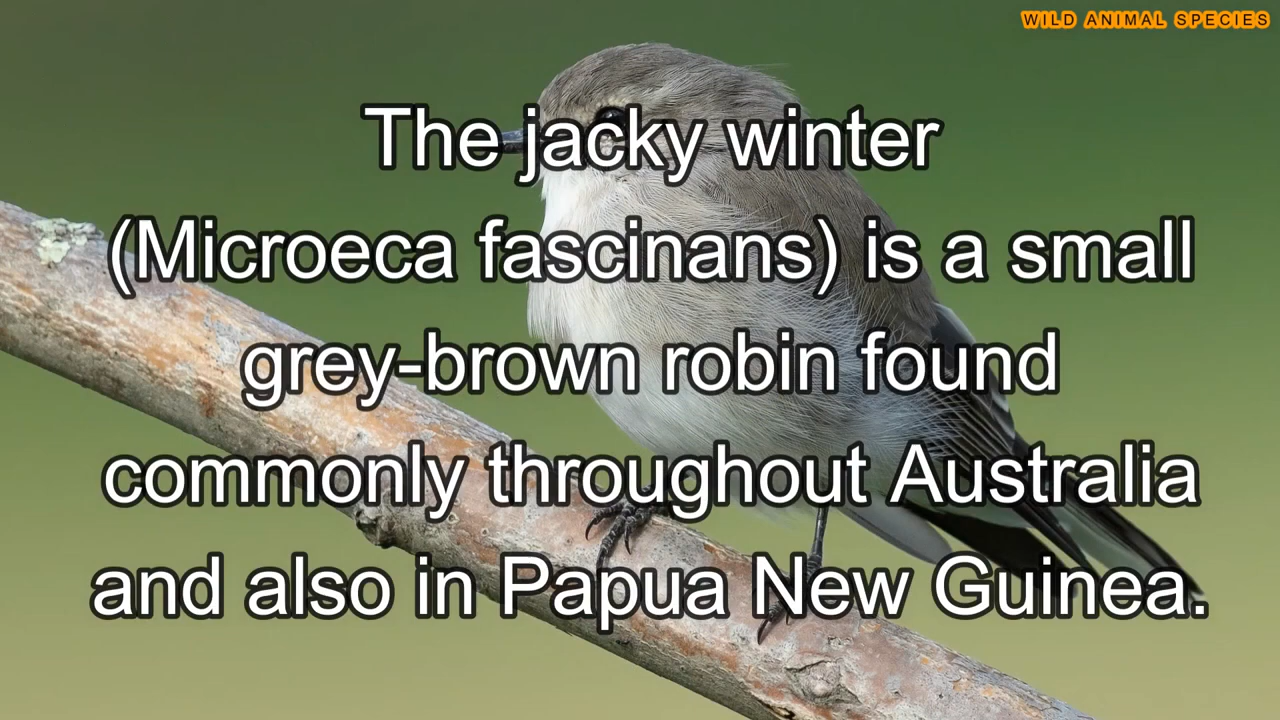 WILD ANIMAL SPECIES
The jacky winter
(Microeca fascinans) is a small
grey-brown robin found
commonly throughout Australia
and also in Papua New Guinea.